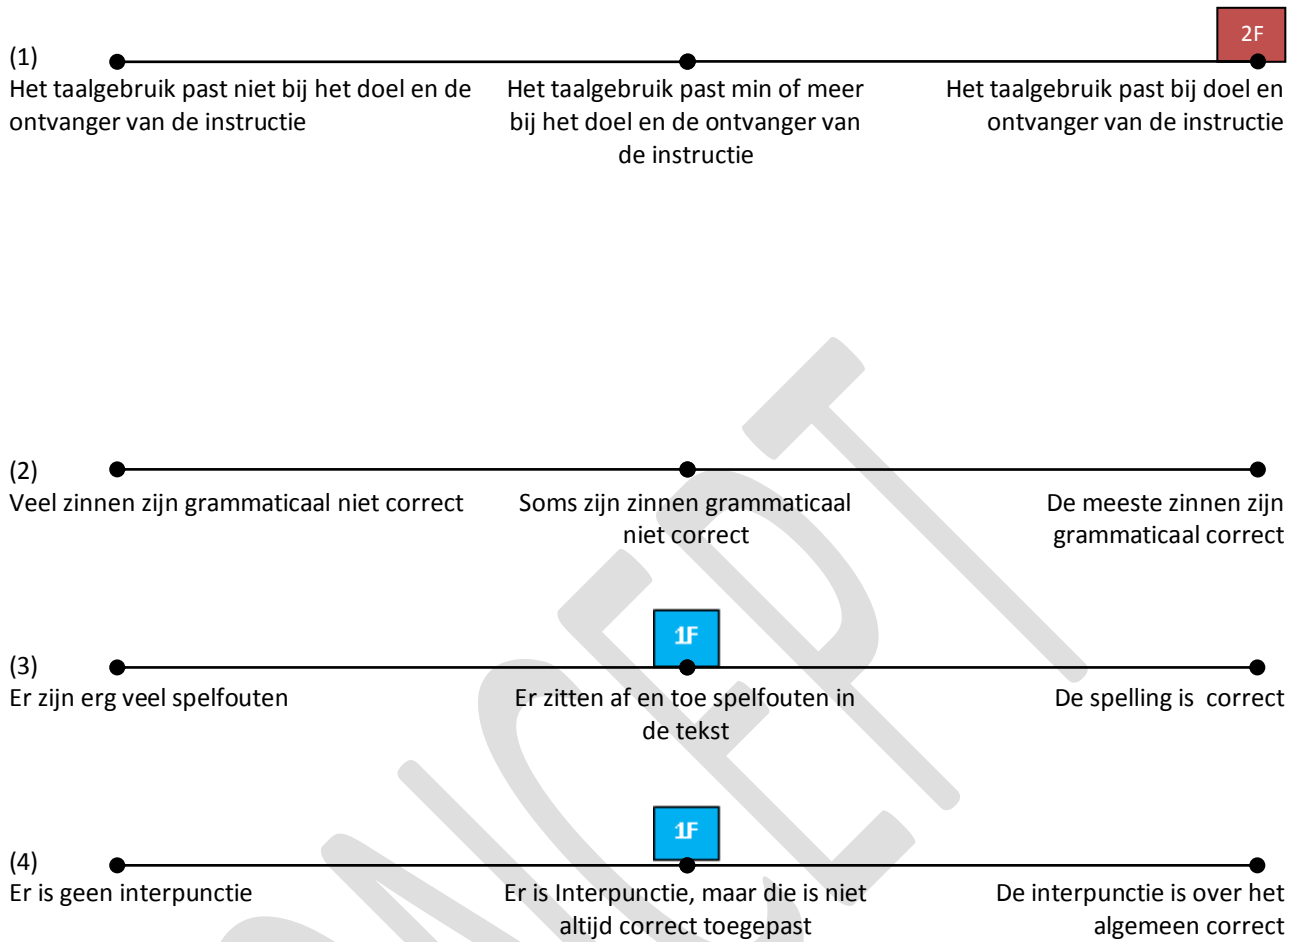 2F
(1)
Het taalgebruik past niet bij het doel en de
ontvanger van de instructie
Het taalgebruik past min of meer
bij het doel en de ontvanger van
de instructie
Het taalgebruik past bij doel en
ontvanger van de instructie
(2)
Veel zinnen zijn grammaticaal niet correct
Soms zijn zinnen grammaticaal
niet correct
De meeste zinnen zijn
grammaticaal correct
1F
(3)
Er zijn erg veel spelfouten
Er zitten af en toe spelfouten in
de tekst
De spelling is  correct
1F
(4)
Er is geen interpunctie
Er is Interpunctie, maar die is niet
altijd correct toegepast
De interpunctie is over het
algemeen correct
ONCEPT